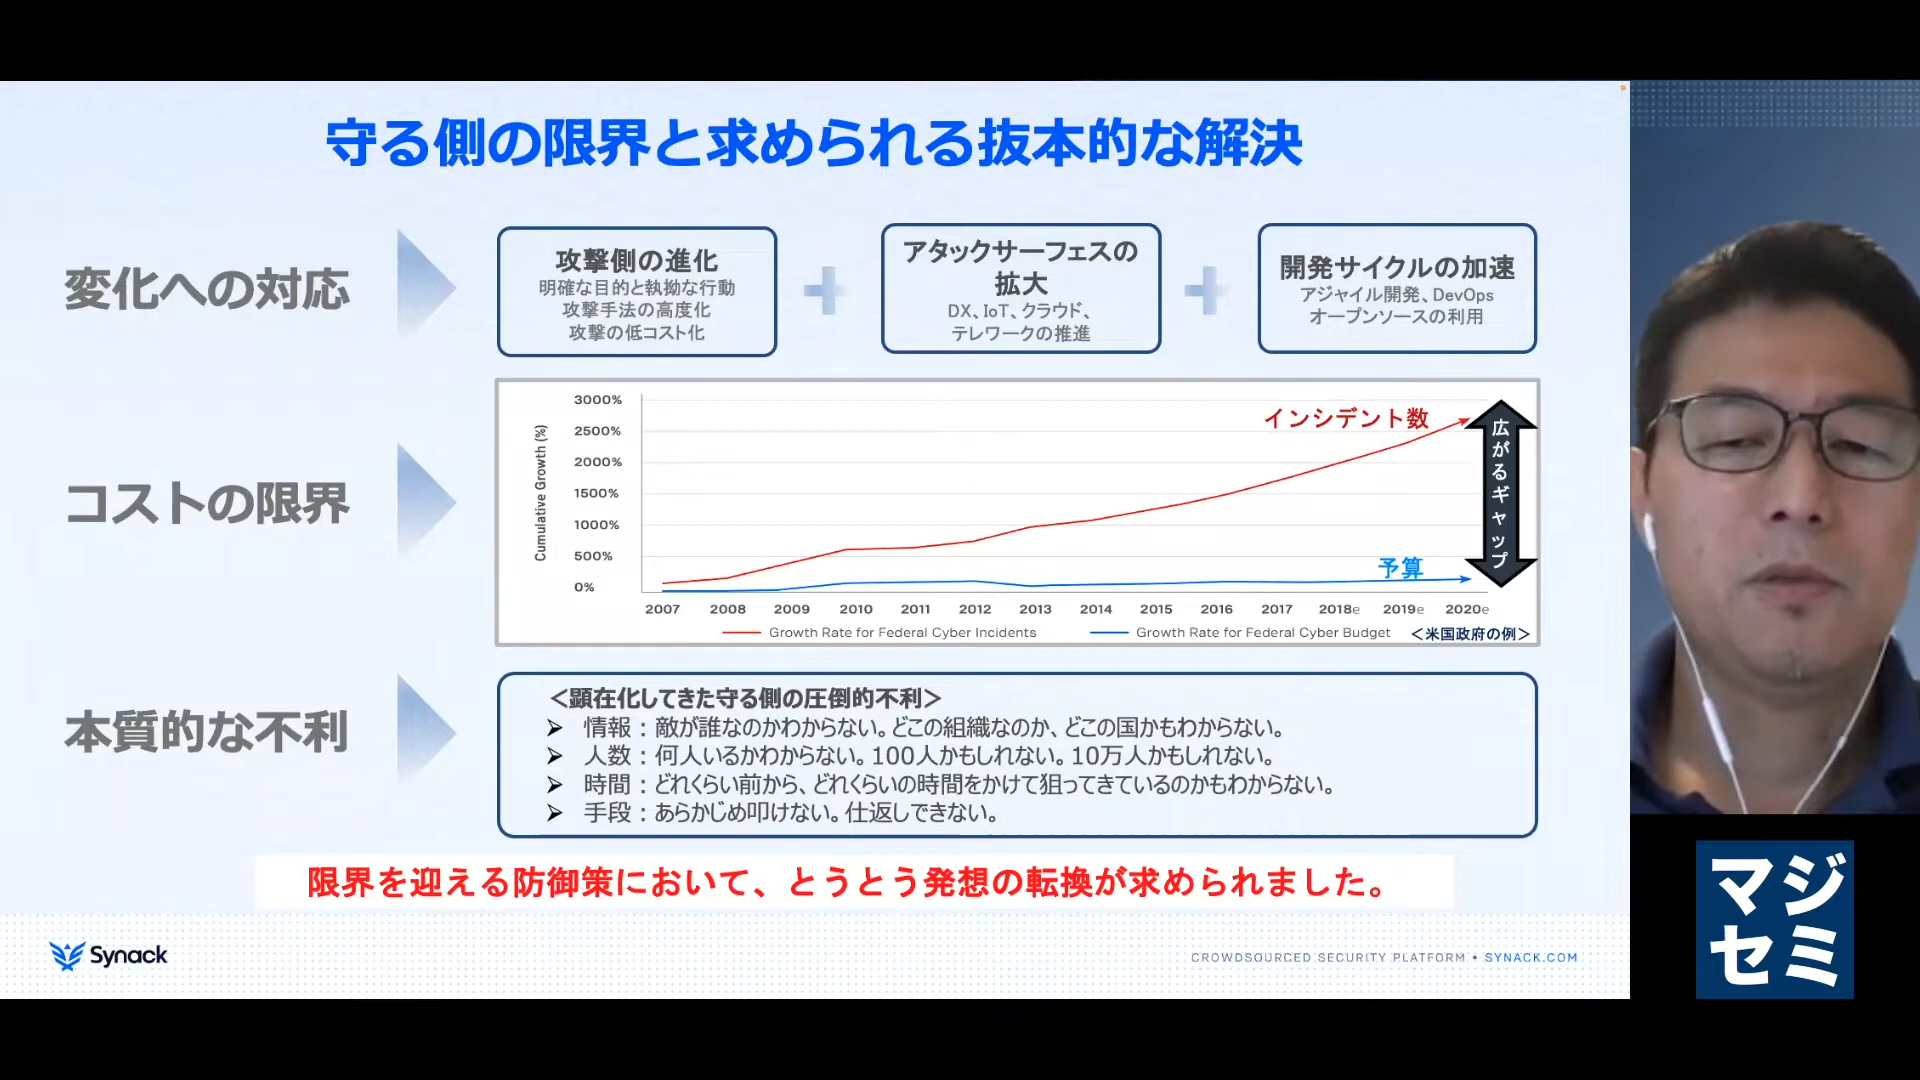 守る側の限界と求められる抜本的な解決
変化への対応
攻撃側の進化
明確な目的と執拗な行動
攻撃手法の高度化
攻撃の低コスト化
アタックサーフェスの
拡大
DX、IoT、クラウド、
テレワークの推進
開発サイクルの加速
アジャイル開発、DevOps
オープンソースの利用
コストの限界
Cumulative Growth (%)
3000%
2500%
2000%
1500%
1000%
500%
0%
インシデント数
予算
広がるギャップ
2007 2008 2009 2010 2011 2012 2013 2014 2015 2016 2017 2018e 2019e 2020e
Growth Rate for Federal Cyber Incidents Growth Rate for Federal Cyber Budget <米国政府の例>
本質的な不利
<顕在化してきた守る側の圧倒的不利>
➢ 情報：敵が誰なのかわからない。どこの組織なのか、どこの国かもわからない。
➢ 人数：何人いるかわからない。100人かもしれない。10万人かもしれない。
➢ 時間：どれくらい前から、どれくらいの時間をかけて狙ってきているのかもわからない。
➢ 手段：あらかじめ叩けない。仕返しできない。
限界を迎える防御策において、とうとう発想の転換が求められました。
Synack
CROWDSOURCED SECURITY PLATFORM • SYNACK.COM
マジ
セミ